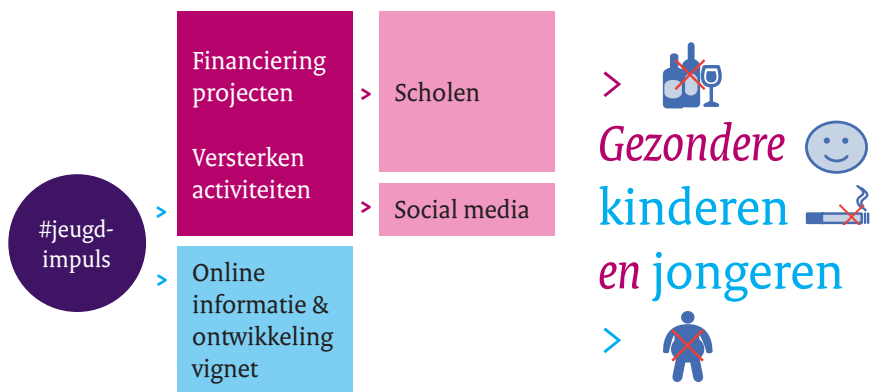 #jeugd-
impuls
Financiering
projecten
Versterken
activiteiten
Online
informatie &
ontwikkeling
vignet
Scholen
Social media
Gezondere
kinderen
en jongeren